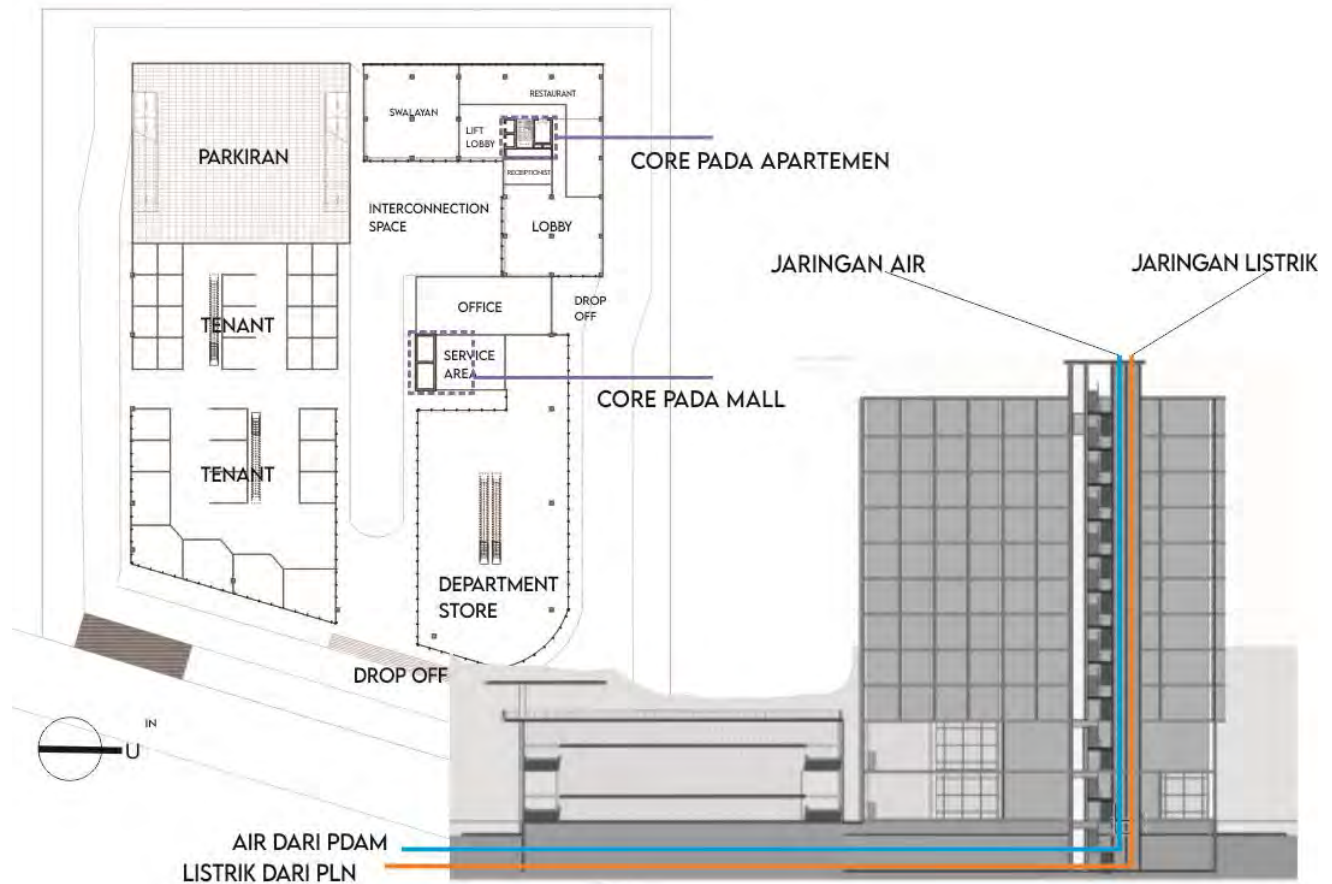 RESTAURANT
SWALAYAN
LIFT
LOBBY
PARKIRAN
CORE PADA APARTEMEN
RECEPTIONIST
INTERCONNECTION
SPACE
LOBBY
JARINGAN AIR
JARINGAN LISTRIK
OFFICE
DROP
OFF
TENANT
SERVICE
AREA
CORE PADA MALL
TENANT
DEPARTMENT
STORE
DROP OFF
IN
U
AIR DARI PDAM
LISTRIK DARI PLN